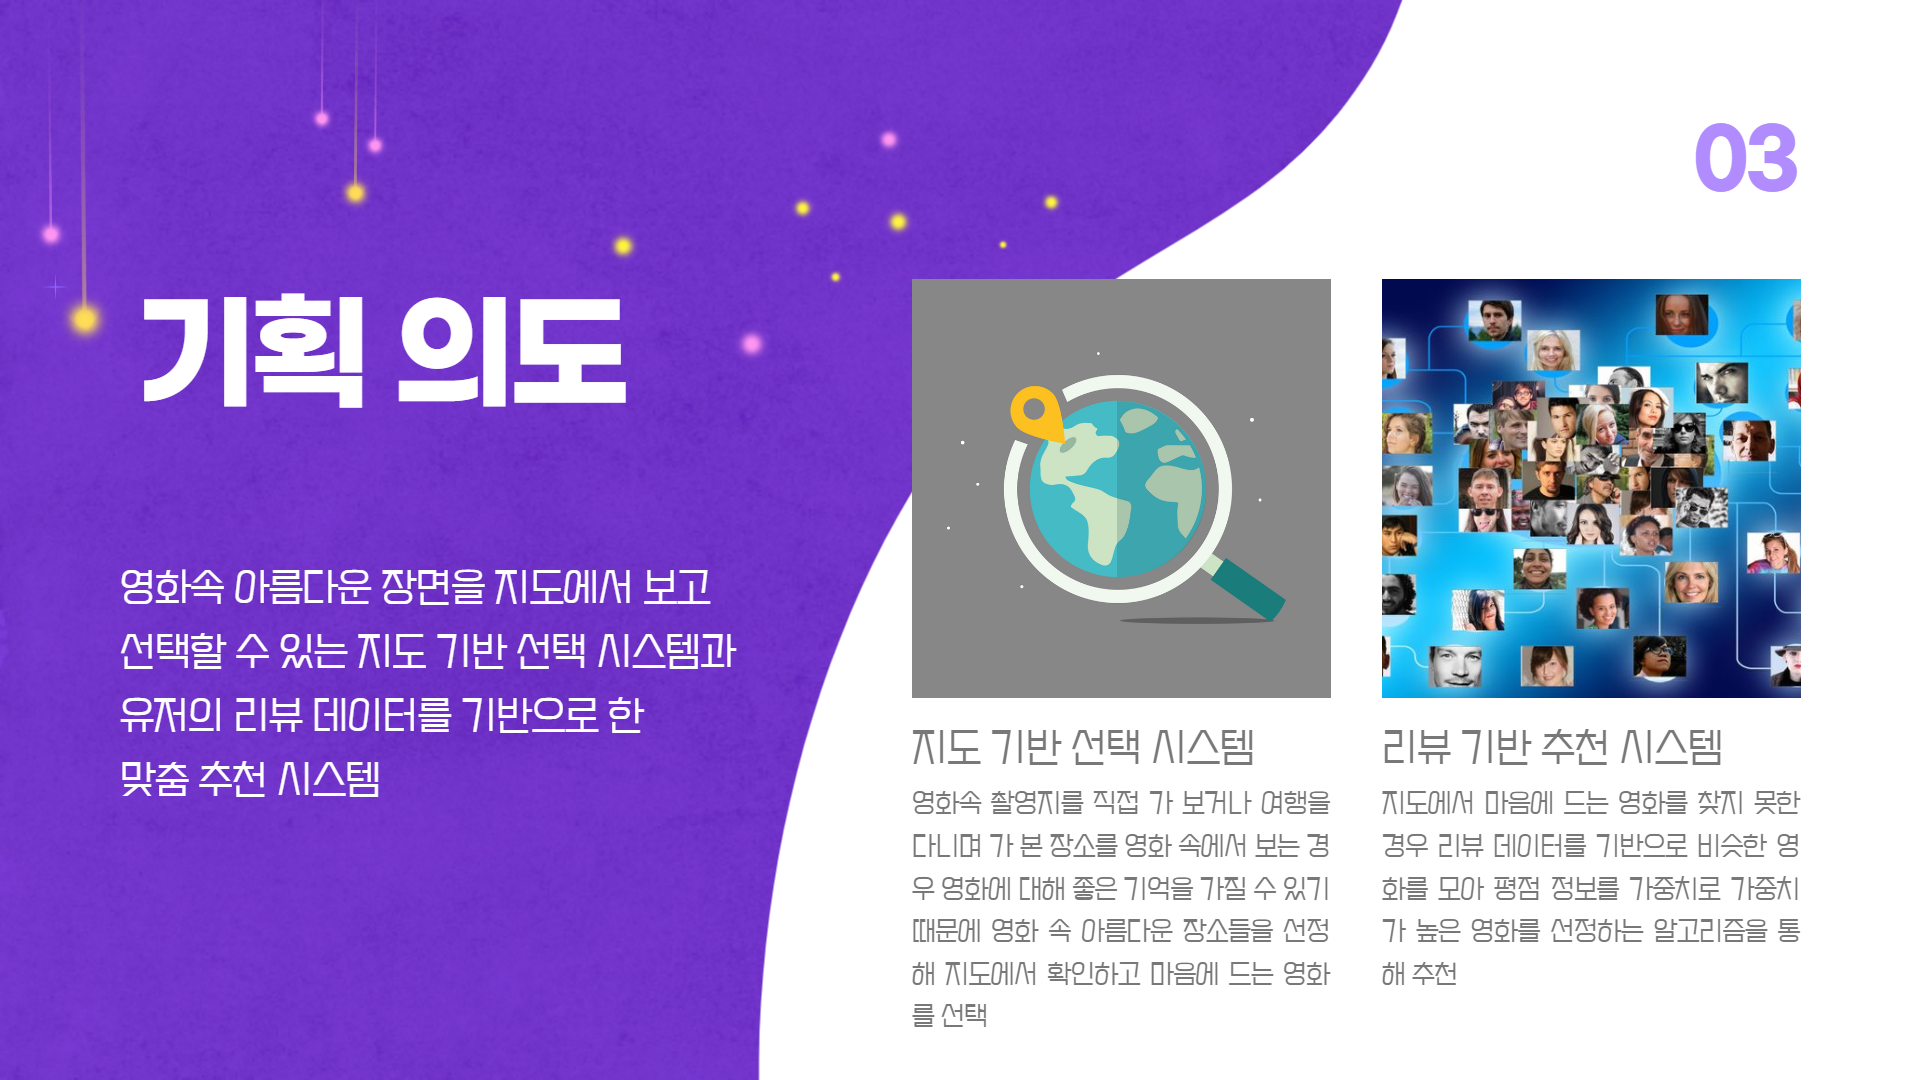 03
기획 의도
영화속 아름다운 장면을 지도에서 보고
선택할 수 있는 지도 기반 선택 시스템과
유저의 리뷰 데이터를 기반으로 한
맞춤 추천 시스템
지도 기반 선택 시스템
영화속 촬영지를 직접 가 보거나 여행을
다니며 가 본 장소를 영화 속에서 보는 경
우 영화에 대해 좋은 기억을 가질 수 있기
때문에 영화 속 아름다운 장소들을 선정
해 지도에서 확인하고 마음에 드는 영화
를 선택
리뷰 기반 추천 시스템
지도에서 마음에 드는 영화를 찾지 못한
경우 리뷰 데이터를 기반으로 비슷한 영
화를 모아 평점 정보를 가중치로 가중치
가 높은 영화를 선정하는 알고리즘을 통
해 추천